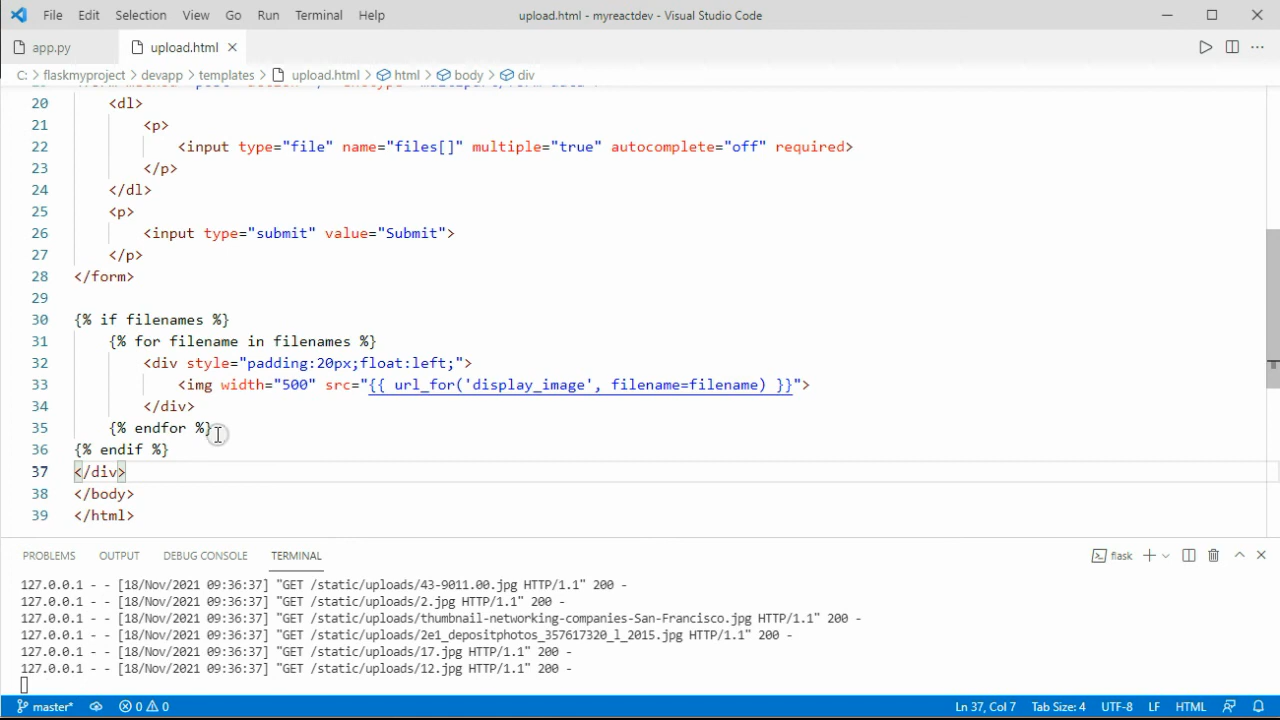 File Edit Selection View Go Run Terminal Help upload.html - myreactdev - Visual Studio Code
app.py upload.html
C: > flaskmyproject > devapp > templates > upload.html > html > body > div
20 <dl>
21 <p>
22 <input type="file" name="files[]" multiple="true" autocomplete="off" required>
23 </p>
24 </dl>
25 <p>
26 <input type="submit" value="Submit">
27 </p>
28 </form>
29
30 {% if filenames %}
31 {% for filename in filenames %}
32 <div style="padding:20px;float:left;">
33 <img width="500" src="{{ url_for('display_image', filename=filename) }}">
34 </div>
35 {% endfor %}
36 {% endif %}
37 </div>
38 </body>
39 </html>
PROBLEMS OUTPUT DEBUG CONSOLE TERMINAL flask
127.0.0.1 - - [18/Nov/2021 09:36:37] "GET /static/uploads/43-9011.00.jpg HTTP/1.1" 200 -
127.0.0.1 - - [18/Nov/2021 09:36:37] "GET /static/uploads/2.jpg HTTP/1.1" 200 -
127.0.0.1 - - [18/Nov/2021 09:36:37] "GET /static/uploads/thumbnail-networking-companies-San-Francisco.jpg HTTP/1.1" 200 -
127.0.0.1 - - [18/Nov/2021 09:36:37] "GET /static/uploads/2e1_depositphotos_357617320_l_2015.jpg HTTP/1.1" 200 -
127.0.0.1 - - [18/Nov/2021 09:36:37] "GET /static/uploads/17.jpg HTTP/1.1" 200 -
127.0.0.1 - - [18/Nov/2021 09:36:37] "GET /static/uploads/12.jpg HTTP/1.1" 200 -
master* 0 0 Ln 37, Col 7 Tab Size: 4 UTF-8 LF HTML